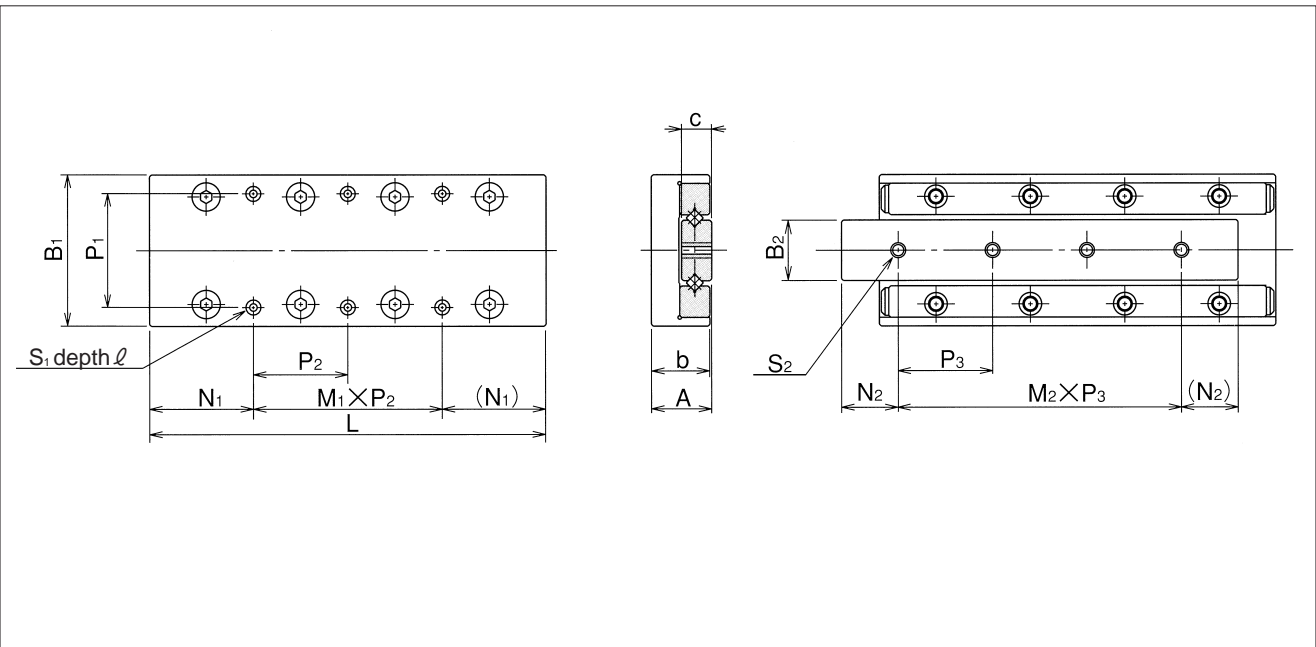 B1
P1
S1 depth ℓ
P2
N1
M1×P2
(N1)
L
c
b
A
B2
S2
P3
N2
M2×P3
(N2)